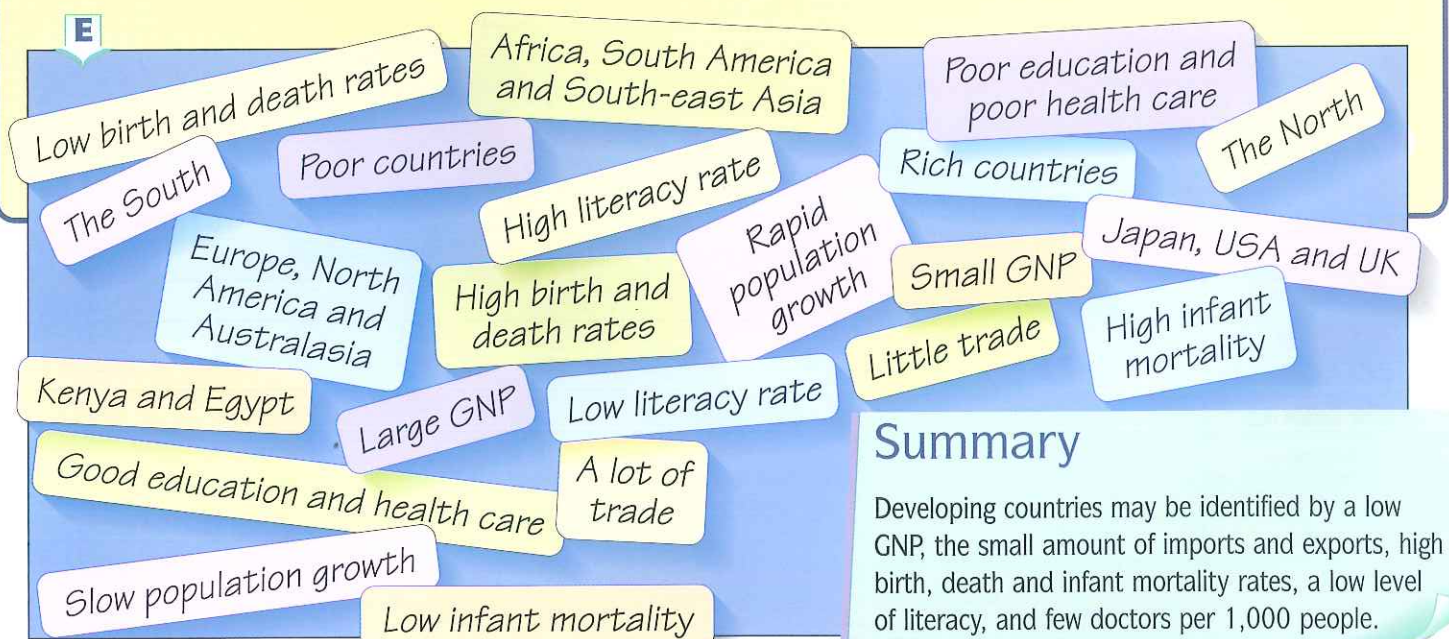 E
Low birth and death rates
Africa, South America
and South-east Asia
Poor education and
poor health care
The North
The South
Poor countries
High literacy rate
Rich countries
Europe, North
America and
Australasia
High birth and
death rates
Rapid
population
growth
Small GNP
Japan, USA and UK
Little trade
High infant
mortality
Kenya and Egypt
Large GNP
Low literacy rate
Good education and health care
A lot of
trade
Slow population growth
Low infant mortality
Summary
Developing countries may be identified by a low
GNP, the small amount of imports and exports, high
birth, death and infant mortality rates, a low level
of literacy, and few doctors per 1,000 people.